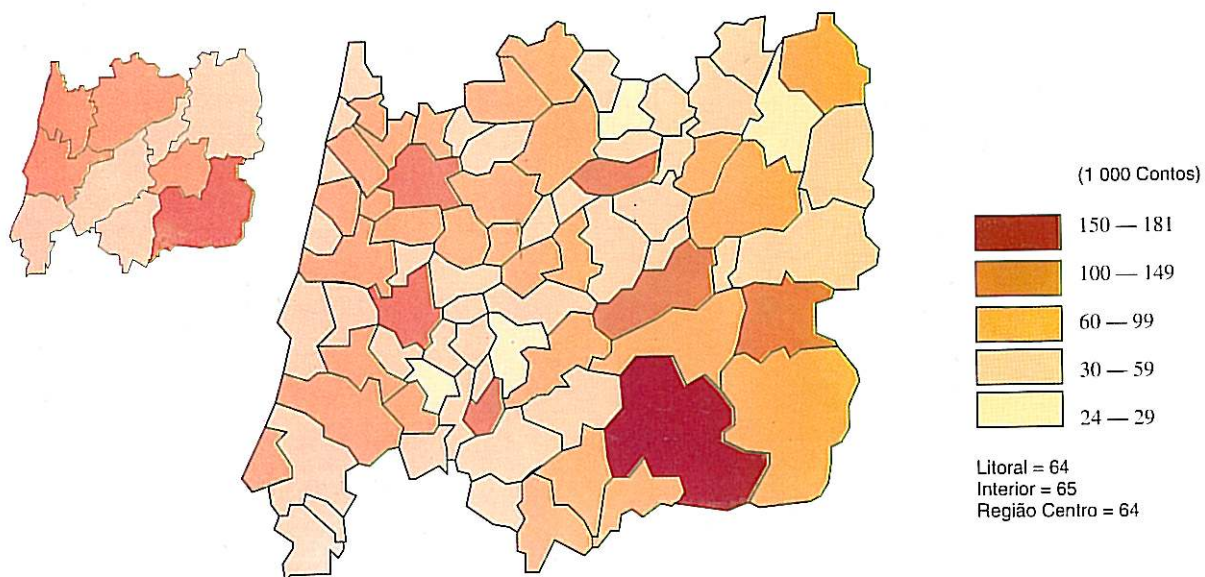 (1 000 Contos)
150 — 181
100 — 149
60 — 99
30 — 59
24 — 29
Litoral = 64
Interior = 65
Região Centro = 64